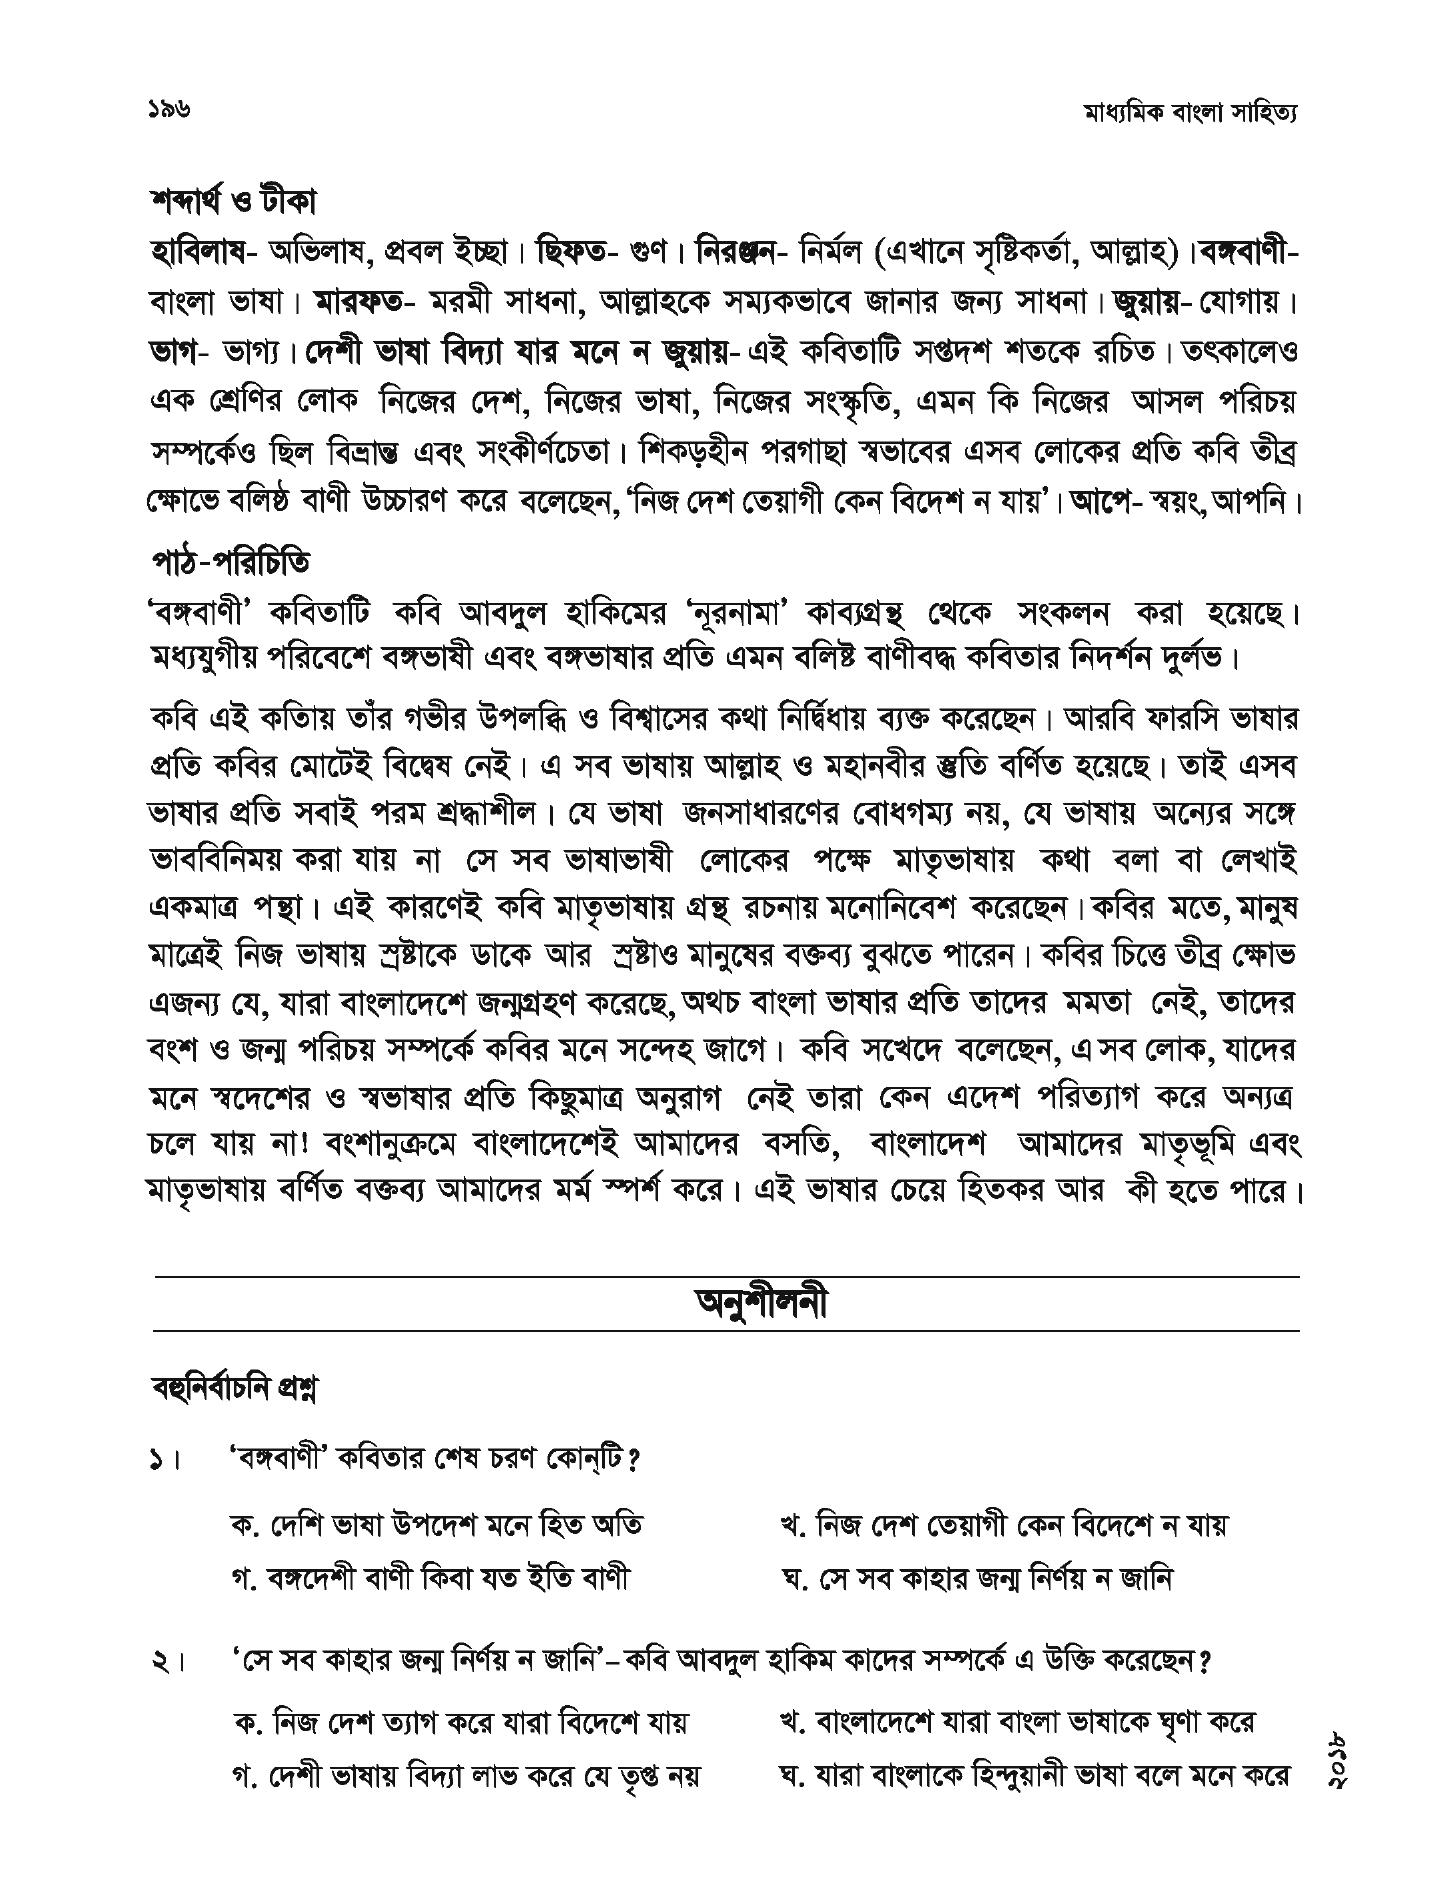 ১৯৬
মাধ্যমিক বাংলা সাহিত্য
শব্দার্থ ও টীকা
হাবিলাষ- অভিলাষ, প্রবল ইচ্ছা। ছিফত- গুণ। নিরঞ্জন- নির্মল (এখানে সৃষ্টিকর্তা, আল্লাহ)। বঙ্গবাণী-
বাংলা ভাষা। মারফত- মরমী সাধনা, আল্লাহকে সম্যকভাবে জানার জন্য সাধনা। জুয়ায়- যোগায়।
ভাগ- ভাগ্য। দেশী ভাষা বিদ্যা যার মনে ন জুয়ায়- এই কবিতাটি সপ্তদশ শতকে রচিত। তৎকালেও
এক শ্রেণির লোক নিজের দেশ, নিজের ভাষা, নিজের সংস্কৃতি, এমন কি নিজের আসল পরিচয়
সম্পর্কেও ছিল বিভ্রান্ত এবং সংকীর্ণচেতা। শিকড়হীন পরগাছা স্বভাবের এসব লোকের প্রতি কবি তীব্র
ক্ষোভে বলিষ্ঠ বাণী উচ্চারণ করে বলেছেন, ‘নিজ দেশ তেয়াগী কেন বিদেশ ন যায়’। আপে- স্বয়ং, আপনি।
পাঠ-পরিচিতি
‘বঙ্গবাণী’ কবিতাটি কবি আবদুল হাকিমের ‘নূরনামা’ কাব্যগ্রন্থ থেকে সংকলন করা হয়েছে।
মধ্যযুগীয় পরিবেশে বঙ্গভাষী এবং বঙ্গভাষার প্রতি এমন বলিষ্ট বাণীবদ্ধ কবিতার নিদর্শন দুর্লভ।
কবি এই কতিায় তাঁর গভীর উপলব্ধি ও বিশ্বাসের কথা নির্দ্বিধায় ব্যক্ত করেছেন। আরবি ফারসি ভাষার
প্রতি কবির মোটেই বিদ্বেষ নেই। এ সব ভাষায় আল্লাহ ও মহানবীর স্তুতি বর্ণিত হয়েছে। তাই এসব
ভাষার প্রতি সবাই পরম শ্রদ্ধাশীল। যে ভাষা জনসাধারণের বোধগম্য নয়, যে ভাষায় অন্যের সঙ্গে
ভাববিনিময় করা যায় না সে সব ভাষাভাষী লোকের পক্ষে মাতৃভাষায় কথা বলা বা লেখাই
একমাত্র পন্থা। এই কারণেই কবি মাতৃভাষায় গ্রন্থ রচনায় মনোনিবেশ করেছেন। কবির মতে, মানুষ
মাত্রেই নিজ ভাষায় স্রষ্টাকে ডাকে আর স্রষ্টাও মানুষের বক্তব্য বুঝতে পারেন। কবির চিত্তে তীব্র ক্ষোভ
এজন্য যে, যারা বাংলাদেশে জন্মগ্রহণ করেছে, অথচ বাংলা ভাষার প্রতি তাদের মমতা নেই, তাদের
বংশ ও জন্ম পরিচয় সম্পর্কে কবির মনে সন্দেহ জাগে। কবি সখেদে বলেছেন, এ সব লোক, যাদের
মনে স্বদেশের ও স্বভাষার প্রতি কিছুমাত্র অনুরাগ নেই তারা কেন এদেশ পরিত্যাগ করে অন্যত্র
চলে যায় না! বংশানুক্রমে বাংলাদেশেই আমাদের বসতি, বাংলাদেশ আমাদের মাতৃভূমি এবং
মাতৃভাষায় বর্ণিত বক্তব্য আমাদের মর্ম স্পর্শ করে। এই ভাষার চেয়ে হিতকর আর কী হতে পারে।
অনুশীলনী
বহুনির্বাচনি প্রশ্ন
১। ‘বঙ্গবাণী’ কবিতার শেষ চরণ কোন্‌টি?
ক. দেশি ভাষা উপদেশ মনে হিত অতি খ. নিজ দেশ তেয়াগী কেন বিদেশে ন যায়
গ. বঙ্গদেশী বাণী কিবা যত ইতি বাণী ঘ. সে সব কাহার জন্ম নির্ণয় ন জানি
২। ‘সে সব কাহার জন্ম নির্ণয় ন জানি’–কবি আবদুল হাকিম কাদের সম্পর্কে এ উক্তি করেছেন?
ক. নিজ দেশ ত্যাগ করে যারা বিদেশে যায় খ. বাংলাদেশে যারা বাংলা ভাষাকে ঘৃণা করে
গ. দেশী ভাষায় বিদ্যা লাভ করে যে তৃপ্ত নয় ঘ. যারা বাংলাকে হিন্দুয়ানী ভাষা বলে মনে করে
২০১৮